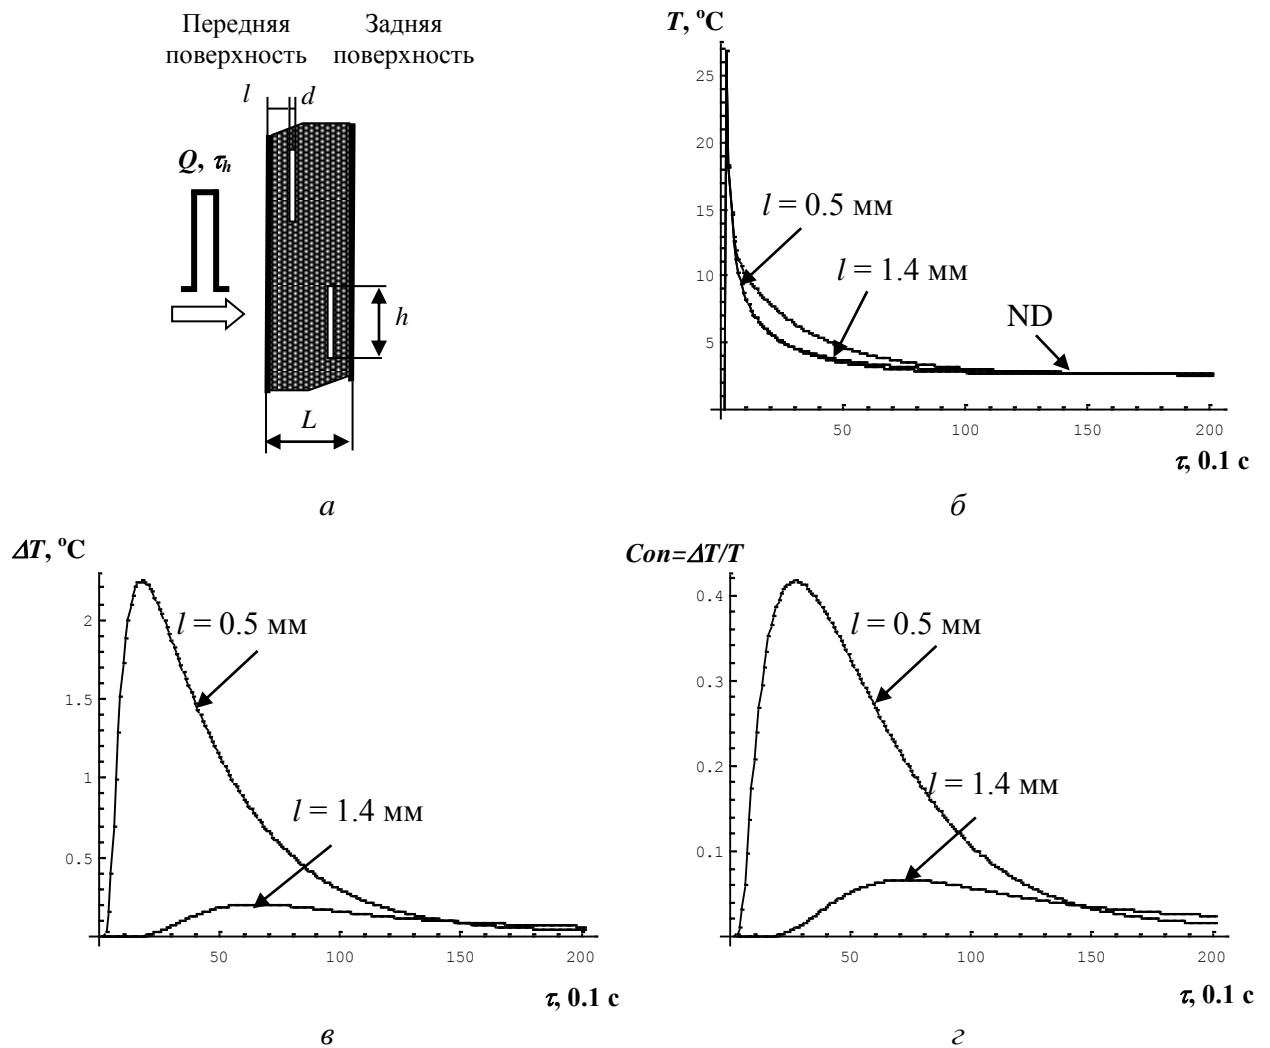 Передняя поверхность
Задняя поверхность
l
d
Q, τh
h
L
а
T, °C
25
20
15
10
5
l = 0.5 мм
l = 1.4 мм
ND
50
100
150
200
τ, 0.1 с
б
ΔT, °C
2
1.5
1
0.5
l = 0.5 мм
l = 1.4 мм
50
100
150
200
τ, 0.1 с
в
Con=ΔT/T
0.4
0.3
0.2
0.1
l = 0.5 мм
l = 1.4 мм
50
100
150
200
τ, 0.1 с
г